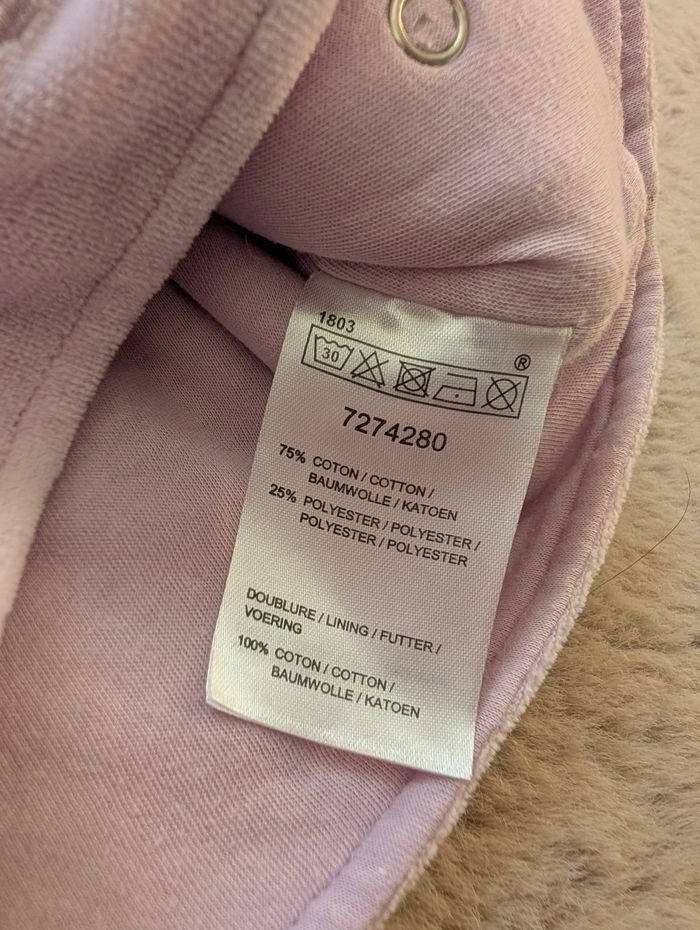 1803
®
30
7274280
75% COTON / COTTON /
BAUMWOLLE / KATOEN
25% POLYESTER / POLYESTER /
POLYESTER / POLYESTER
DOUBLURE / LINING / FUTTER /
VOERING
100% COTON / COTTON /
BAUMWOLLE / KATOEN